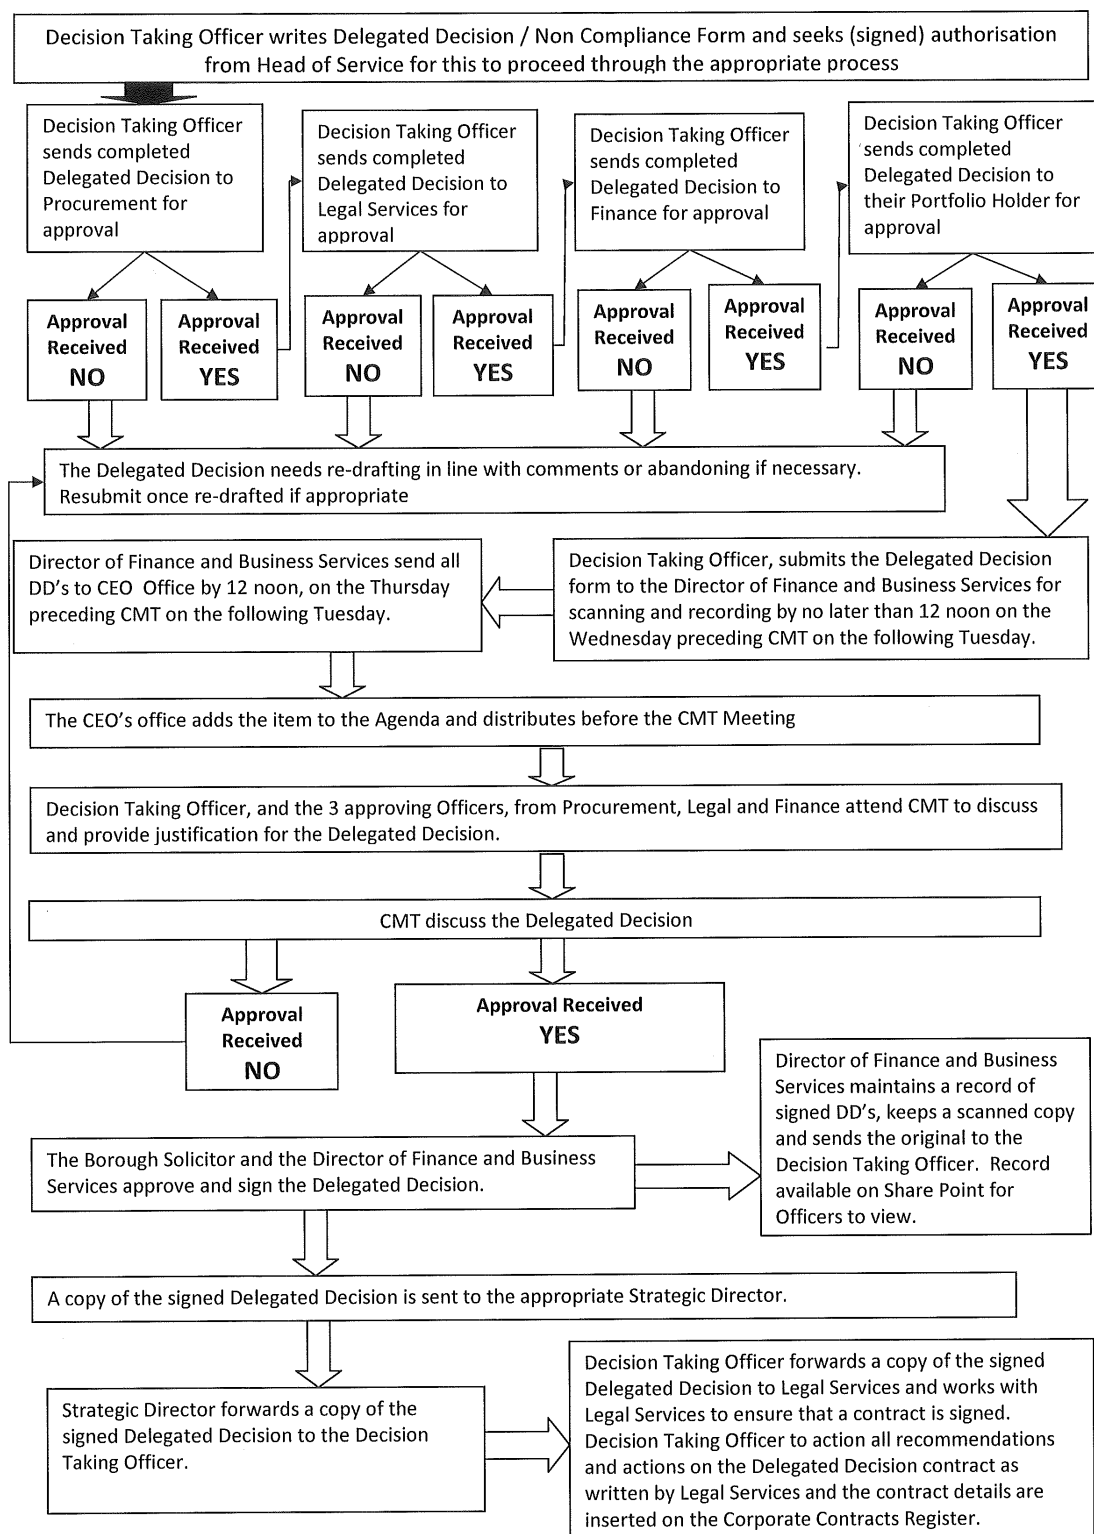 Decision Taking Officer writes Delegated Decision / Non Compliance Form and seeks (signed) authorisation
from Head of Service for this to proceed through the appropriate process
Decision Taking Officer
sends completed
Delegated Decision to
Procurement for
approval
Decision Taking Officer
sends completed
Delegated Decision to
Legal Services for
approval
Decision Taking Officer
sends completed
Delegated Decision to
Finance for approval
Decision Taking Officer
sends completed
Delegated Decision to
their Portfolio Holder for
approval
Approval
Received
NO
Approval
Received
YES
Approval
Received
NO
Approval
Received
YES
Approval
Received
NO
Approval
Received
YES
Approval
Received
NO
Approval
Received
YES
The Delegated Decision needs re-drafting in line with comments or abandoning if necessary.
Resubmit once re-drafted if appropriate
Decision Taking Officer, submits the Delegated Decision
form to the Director of Finance and Business Services for
scanning and recording by no later than 12 noon on the
Wednesday preceding CMT on the following Tuesday.
Director of Finance and Business Services send all
DD's to CEO Office by 12 noon, on the Thursday
preceding CMT on the following Tuesday.
The CEO's office adds the item to the Agenda and distributes before the CMT Meeting
Decision Taking Officer, and the 3 approving Officers, from Procurement, Legal and Finance attend CMT to discuss
and provide justification for the Delegated Decision.
CMT discuss the Delegated Decision
Approval
Received
NO
Approval Received
YES
The Borough Solicitor and the Director of Finance and Business
Services approve and sign the Delegated Decision.
Director of Finance and Business
Services maintains a record of
signed DD's, keeps a scanned copy
and sends the original to the
Decision Taking Officer. Record
available on Share Point for
Officers to view.
A copy of the signed Delegated Decision is sent to the appropriate Strategic Director.
Strategic Director forwards a copy of the
signed Delegated Decision to the Decision
Taking Officer.
Decision Taking Officer forwards a copy of the signed
Delegated Decision to Legal Services and works with
Legal Services to ensure that a contract is signed.
Decision Taking Officer to action all recommendations
and actions on the Delegated Decision contract as
written by Legal Services and the contract details are
inserted on the Corporate Contracts Register.